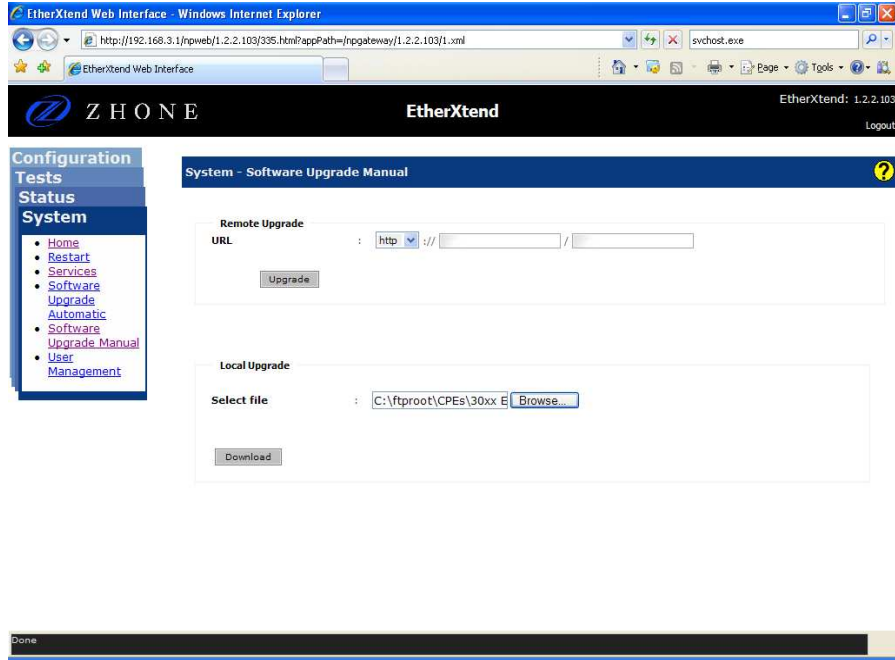 EtherXtend Web Interface - Windows Internet Explorer
http://192.168.3.1/npweb/1.2.2.103/335.html?appPath=/npgateway/1.2.2.103/1.xml
svchost.exe
EtherXtend Web Interface
Page
Tools
ZHONE
EtherXtend
EtherXtend: 1.2.2.103
Logout
Configuration
Tests
Status
System
Home
Restart
Services
Software
Upgrade
Automatic
Software
Upgrade Manual
User
Management
System - Software Upgrade Manual
?
Remote Upgrade
URL : http :// /
Upgrade
Local Upgrade
Select file : C:\ftproot\CPEs\30xx E Browse...
Download
Done